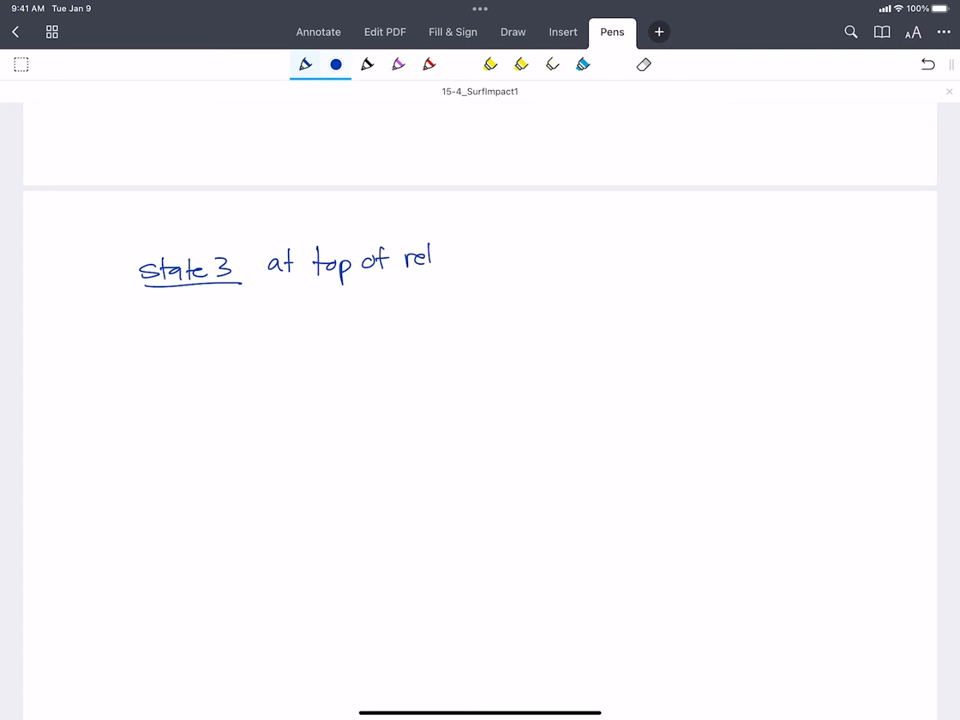 9:41 AM Tue Jan 9 100%
Annotate Edit PDF Fill & Sign Draw Insert Pens
15-4_SurfImpact1
State 3 at top of rel